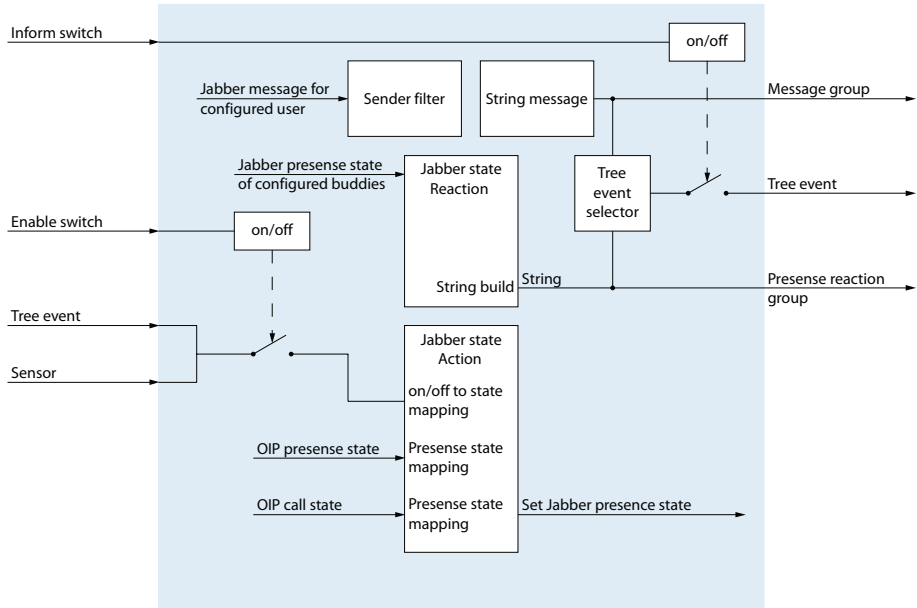 Inform switch
on/off
Jabber message for
configured user
Sender filter
String message
Message group
Jabber presense state
of configured buddies
Jabber state
Reaction
Tree
event
selector
Tree event
Enable switch
on/off
String build
String
Presense reaction
group
Tree event
Sensor
Jabber state
Action
on/off to state
mapping
OIP presense state
Presense state
mapping
OIP call state
Presense state
mapping
Set Jabber presence state